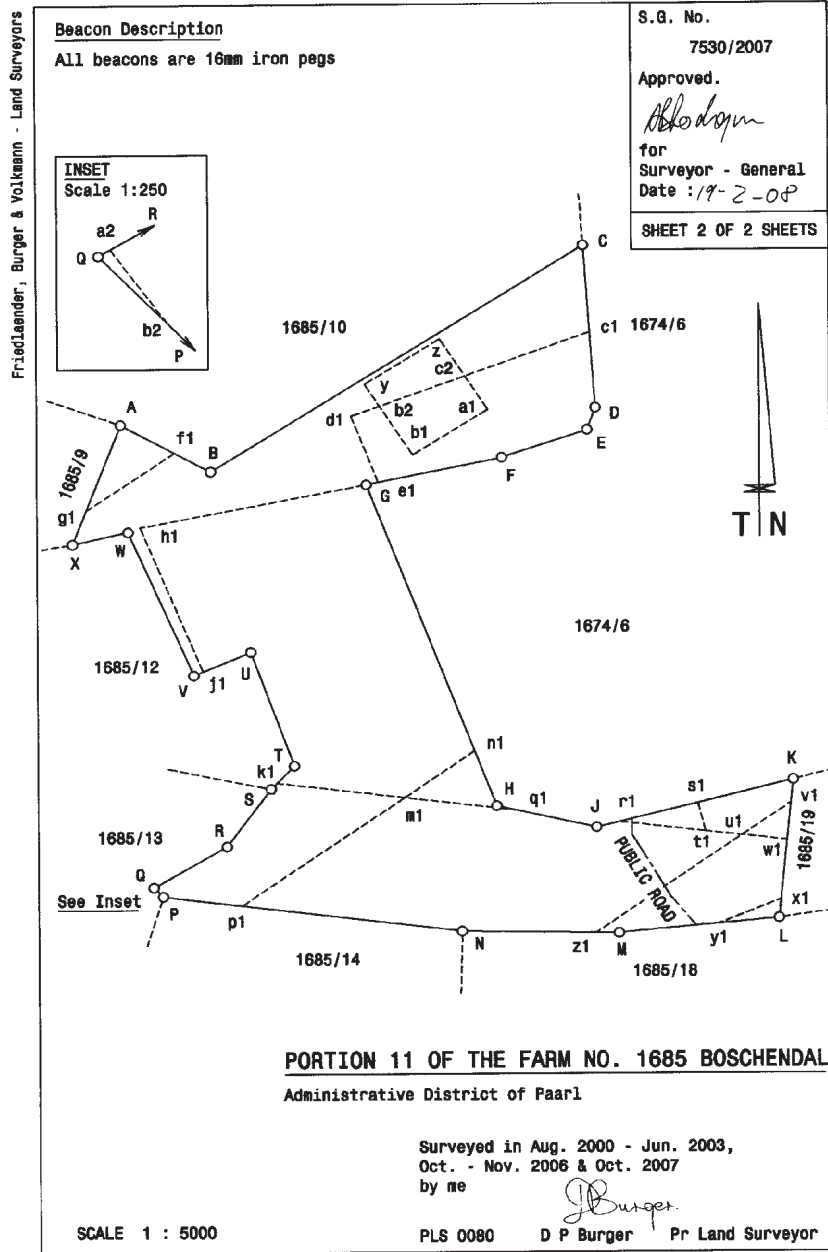 Friedlaender, Burger & Volkmann - Land Surveyors
Beacon Description
All beacons are 16mm iron pegs
S.G. No.
7530/2007
Approved.
for
Surveyor - General
Date : 19-2-08
SHEET 2 OF 2 SHEETS
INSET
Scale 1:250
a2
R
Q
b2
P
C
1685/10
c1
1674/6
z
c2
y
A
d1
b2
a1
D
f1
b1
E
B
F
1685/9
G
e1
g1
X
W
h1
T N
1674/6
1685/12
U
V
j1
n1
T
K
k1
s1
v1
S
H
q1
r1
m1
J
u1
t1
w1
1685/19
1685/13
R
PUBLIC ROAD
Q
See Inset
P
x1
p1
L
N
z1
M
y1
1685/14
1685/18
PORTION 11 OF THE FARM NO. 1685 BOSCHENDAL
Administrative District of Paarl
Surveyed in Aug. 2000 - Jun. 2003,
Oct. - Nov. 2006 & Oct. 2007
by me
DBurger.
SCALE 1 : 5000
PLS 0080 D P Burger Pr Land Surveyor